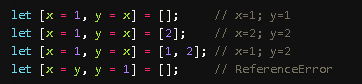 let [x = 1, y = x] = [];     // x=1; y=1
let [x = 1, y = x] = [2];    // x=2; y=2
let [x = 1, y = x] = [1, 2]; // x=1; y=2
let [x = y, y = 1] = [];     // ReferenceError